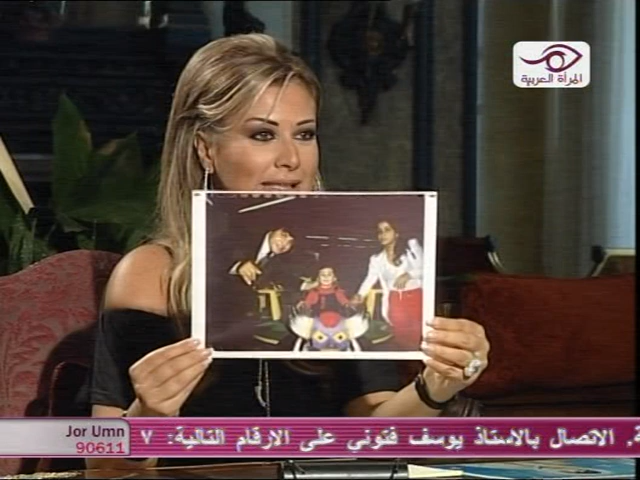 المرأة العربية
Jor Umn
90611
ة, الاتصال بالاستاذ يوسف فتوني على الارقام التالية: ٧